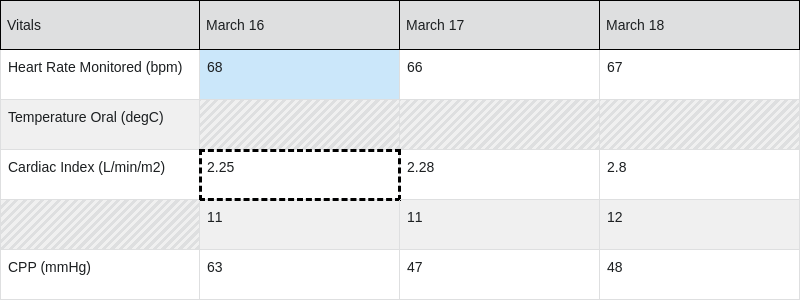 Vitals March 16 March 17 March 18
Heart Rate Monitored (bpm) 68 66 67
Temperature Oral (degC)
Cardiac Index (L/min/m2) 2.25 2.28 2.8
11 11 12
CPP (mmHg) 63 47 48